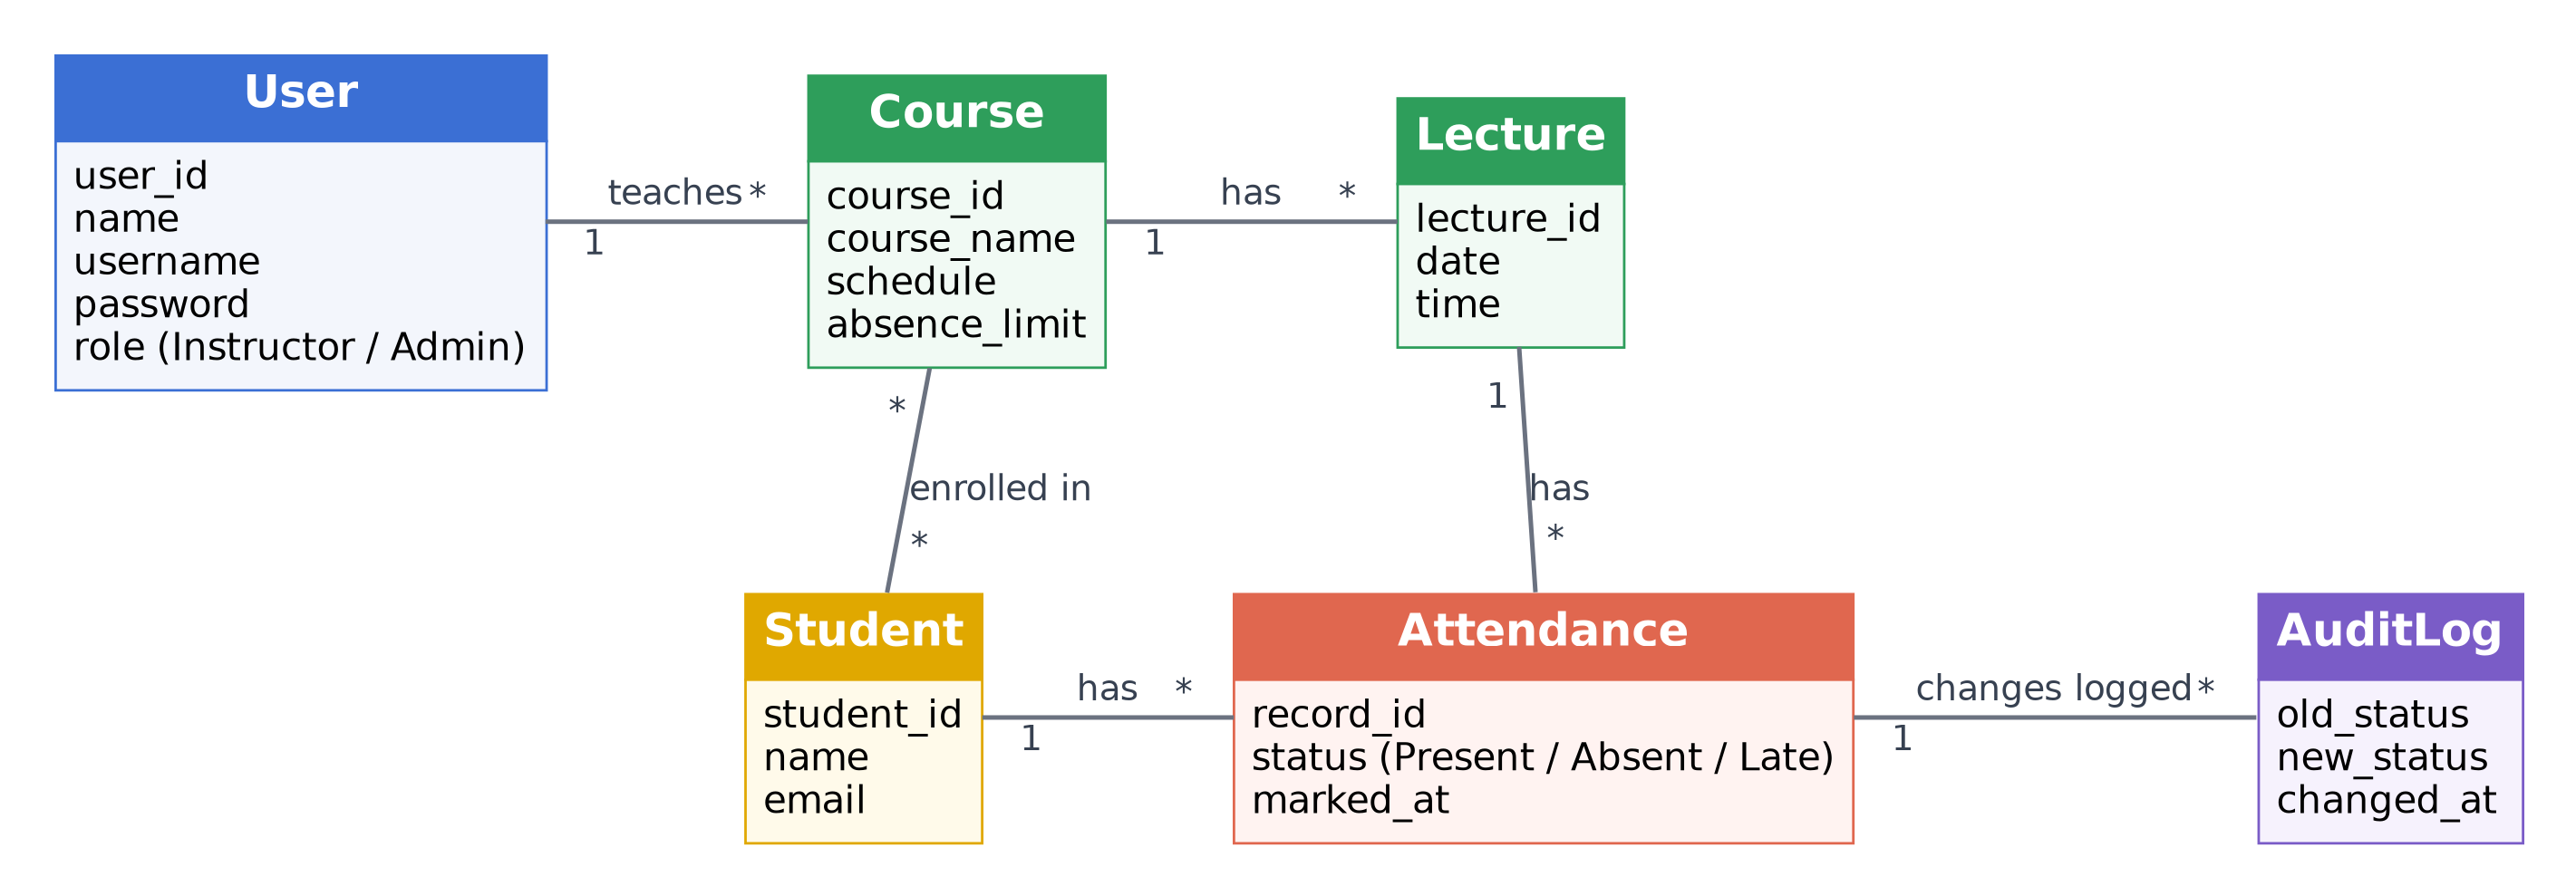 User
user_id
name
username
password
role (Instructor / Admin)
teaches *
1
Course
course_id
course_name
schedule
absence_limit
has *
1
Lecture
lecture_id
date
time
*
enrolled in
*
1
has
*
Student
student_id
name
email
has *
1
Attendance
record_id
status (Present / Absent / Late)
marked_at
changes logged *
1
AuditLog
old_status
new_status
changed_at